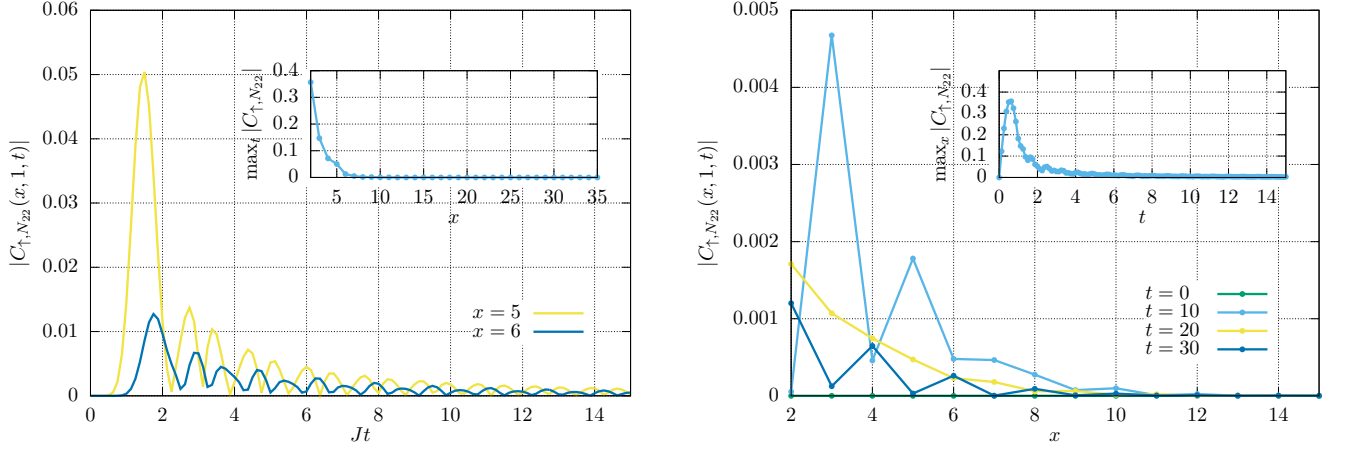 |C↑,N₂₂(x, 1, t)|
0.06
0.05
0.04
0.03
0.02
0.01
0
0 2 4 6 8 10 12 14
Jt
x = 5
x = 6
maxₜ |C↑,N₂₂|
0.4
0.3
0.2
0.1
0
5 10 15 20 25 30 35
x
|C↑,N₂₂(x, 1, t)|
0.005
0.004
0.003
0.002
0.001
0
2 4 6 8 10 12 14
x
t = 0
t = 10
t = 20
t = 30
maxₓ |C↑,N₂₂|
0.4
0.3
0.2
0.1
0
0 2 4 6 8 10 12 14
t